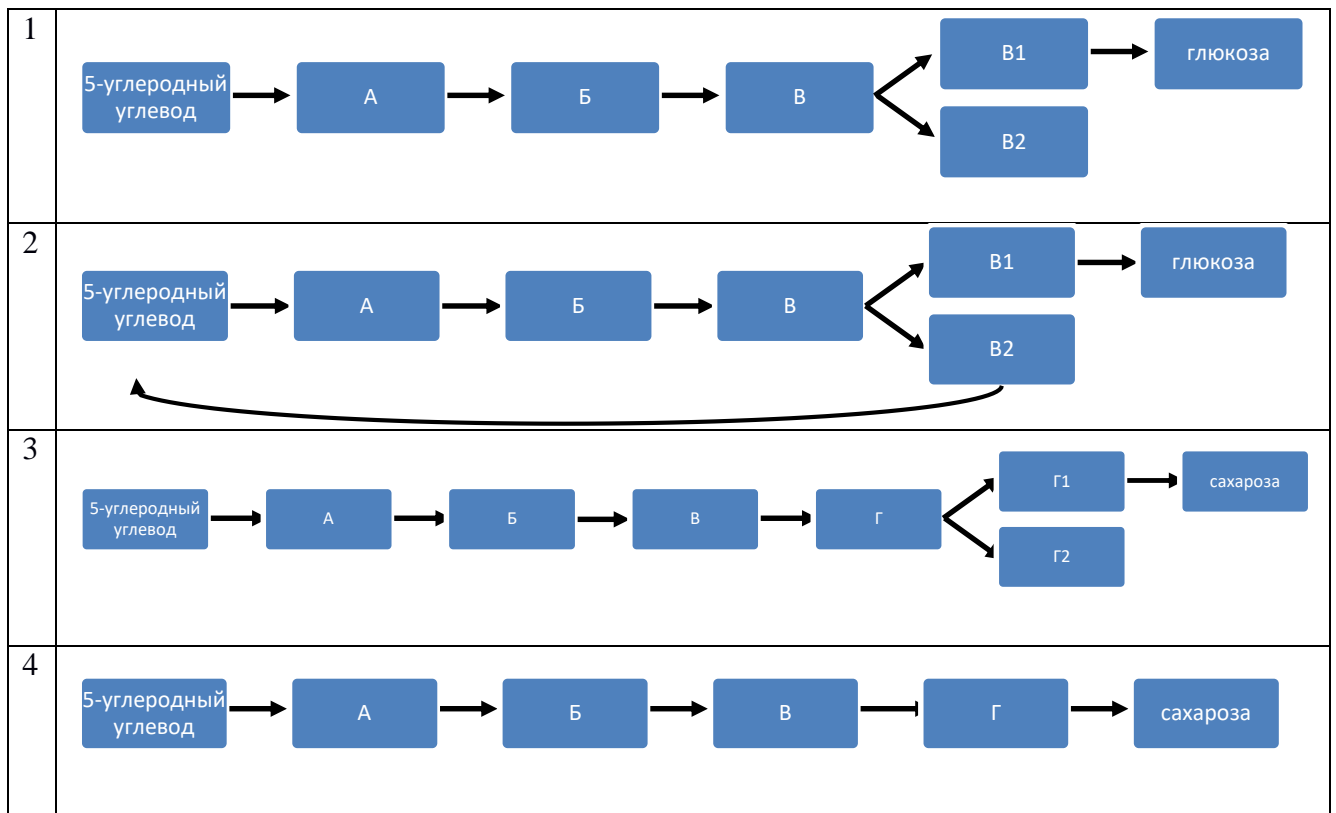 1
5-углеродный
углевод
А
Б
В
В1
глюкоза
В2
2
5-углеродный
углевод
А
Б
В
В1
глюкоза
В2
3
5-углеродный
углевод
А
Б
В
Г
Г1
сахароза
Г2
4
5-углеродный
углевод
А
Б
В
Г
сахароза